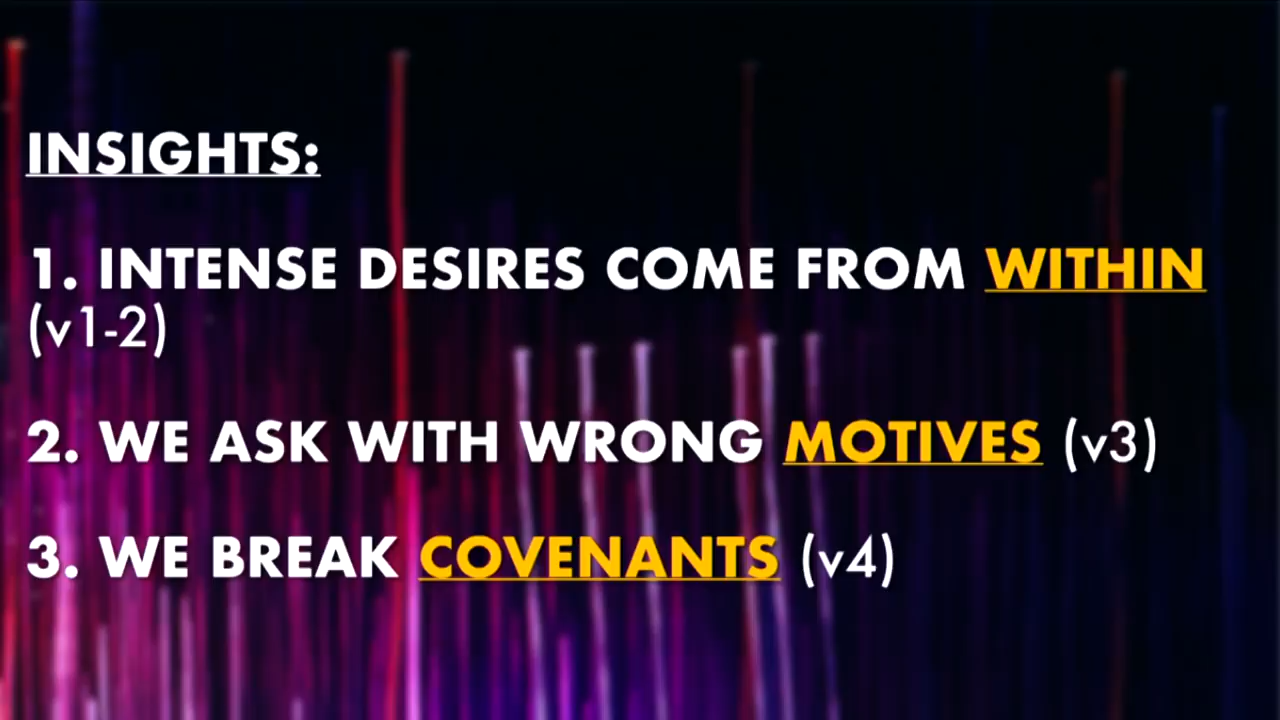 INSIGHTS:
1. INTENSE DESIRES COME FROM WITHIN
(v1-2)
2. WE ASK WITH WRONG MOTIVES (v3)
3. WE BREAK COVENANTS (v4)